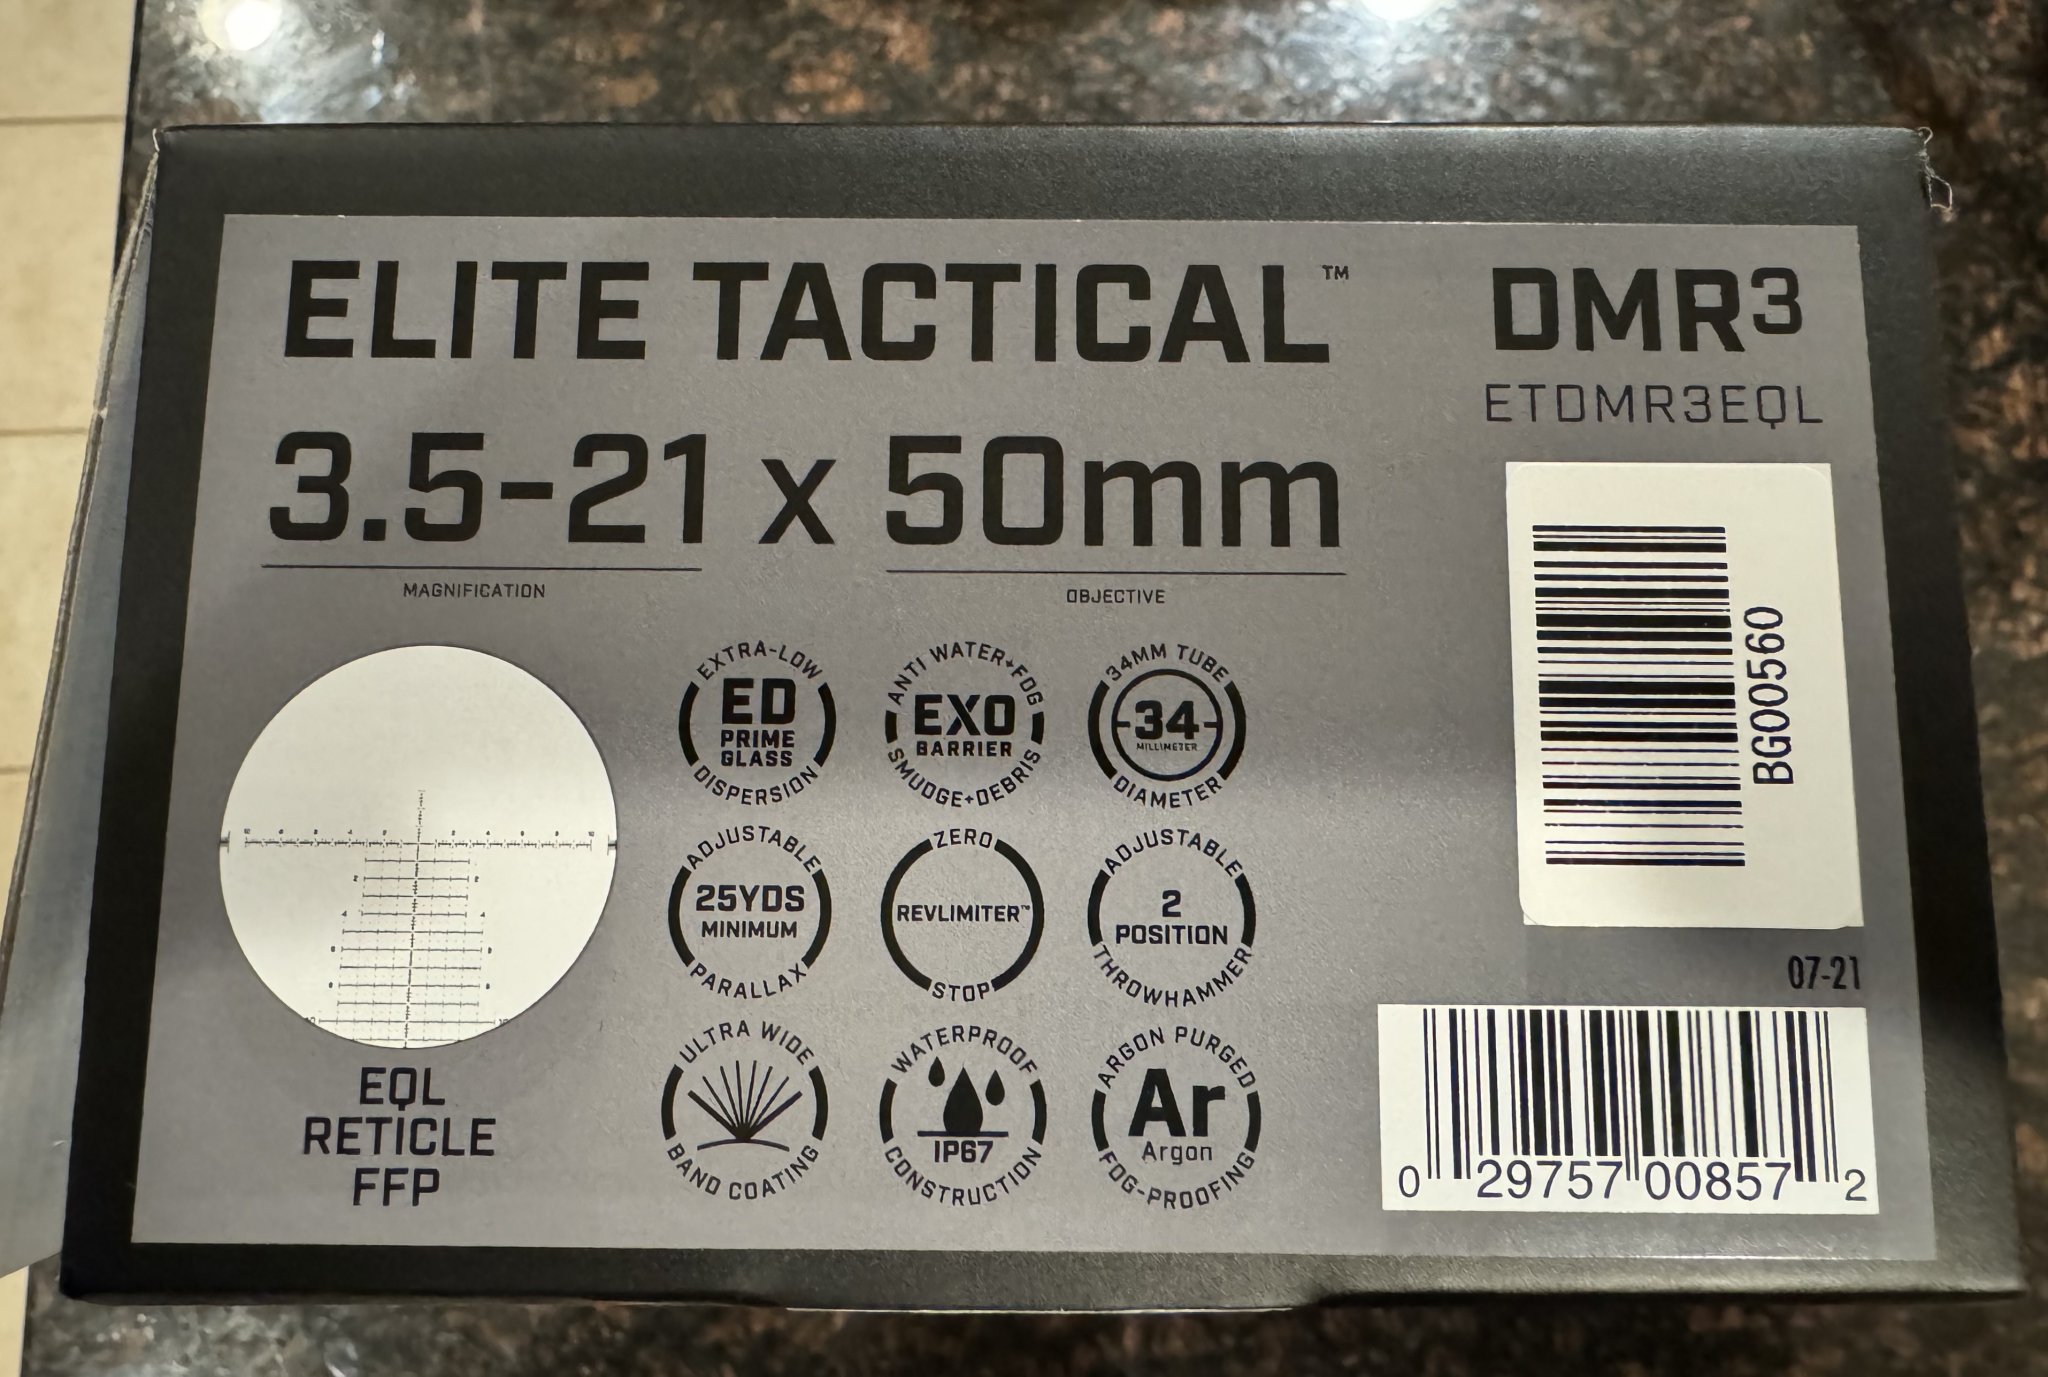 ELITE TACTICAL™
DMR3
ETDMR3EQL
3.5-21 x 50mm
MAGNIFICATION
OBJECTIVE
EXTRA-LOW
ED
PRIME
GLASS
DISPERSION
ANTI WATER+FOG
EXO
BARRIER
SMUDGE+DEBRIS
34MM TUBE
34
MILLIMETER
DIAMETER
BG00560
ADJUSTABLE
25YDS
MINIMUM
PARALLAX
ZERO
REVLIMITER™
STOP
ADJUSTABLE
2
POSITION
THROWHAMMER
07-21
ULTRA WIDE
BAND COATING
WATERPROOF
IP67
CONSTRUCTION
ARGON PURGED
Ar
Argon
FOG-PROOFING
EQL
RETICLE
FFP
0 29757 00857 2